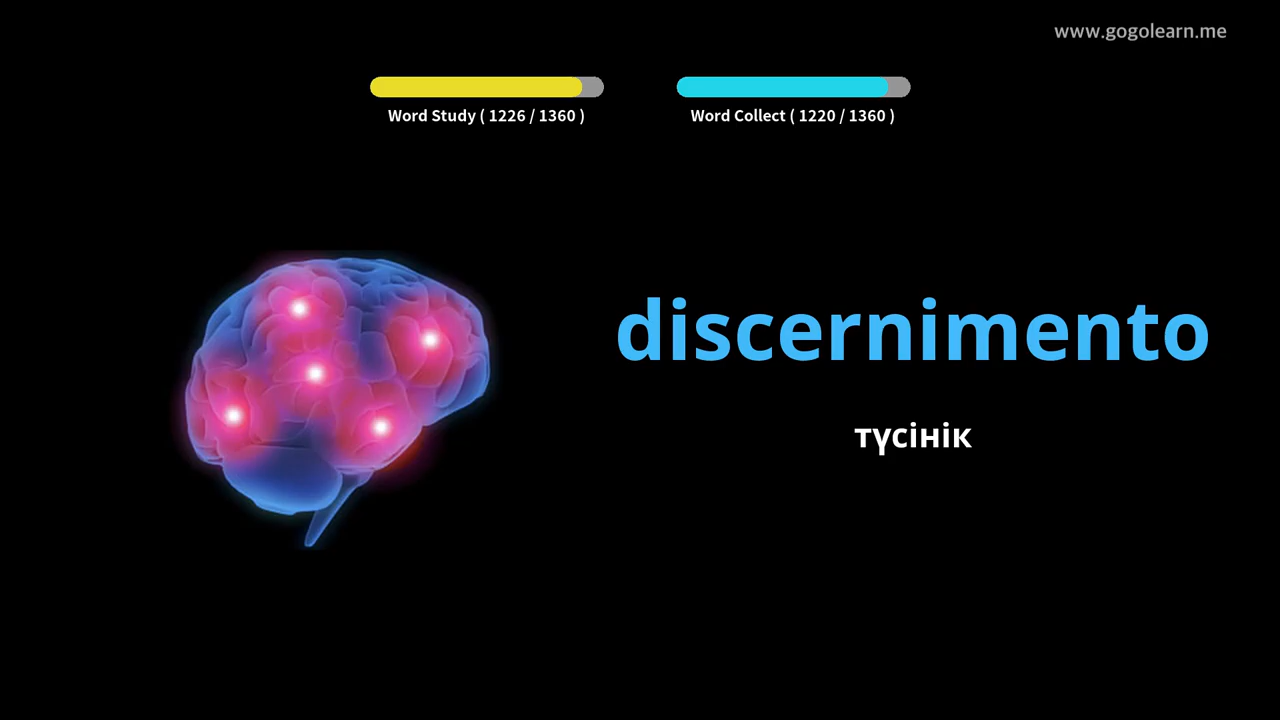 www.gogolearn.me
Word Study ( 1226 / 1360 )
Word Collect ( 1220 / 1360 )
discernimento
түсінік